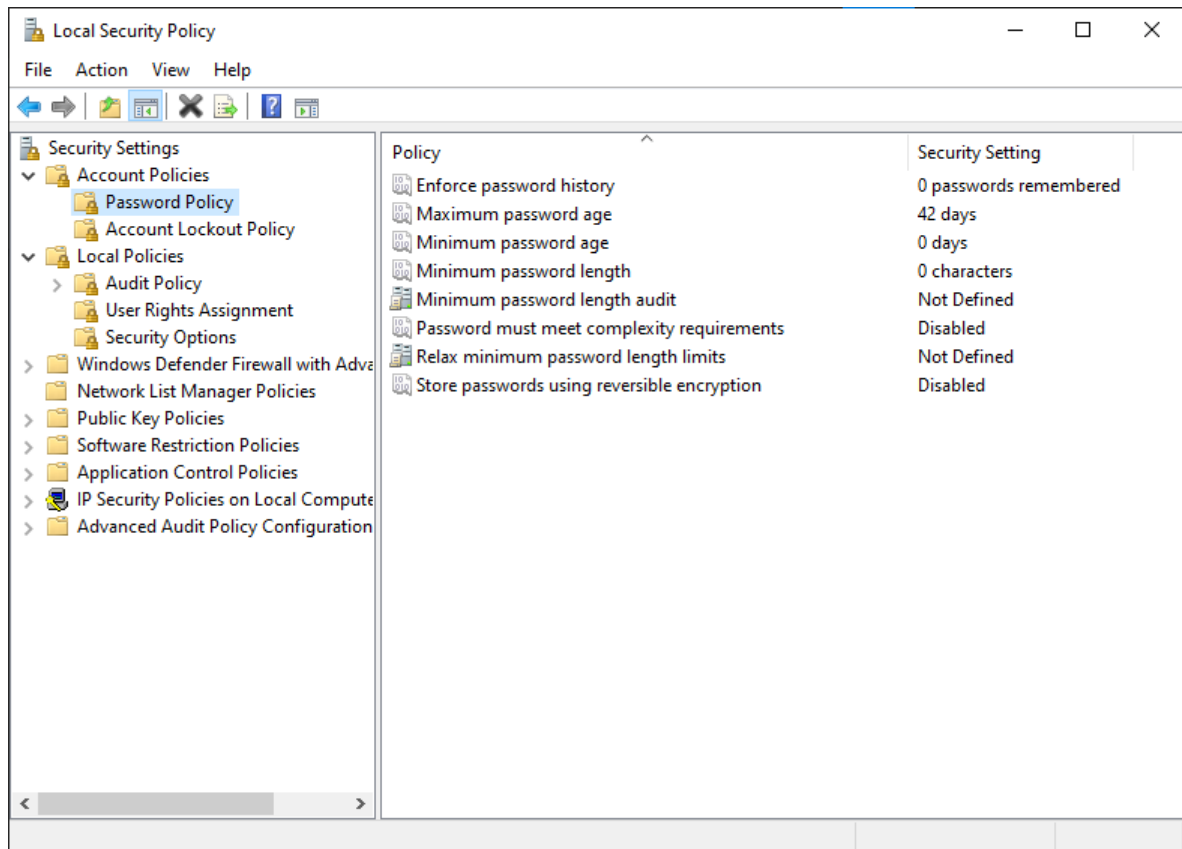 Local Security Policy
File Action View Help
Security Settings
Account Policies
Password Policy
Account Lockout Policy
Local Policies
Audit Policy
User Rights Assignment
Security Options
Windows Defender Firewall with Adva
Network List Manager Policies
Public Key Policies
Software Restriction Policies
Application Control Policies
IP Security Policies on Local Compute
Advanced Audit Policy Configuration
Policy Security Setting
Enforce password history 0 passwords remembered
Maximum password age 42 days
Minimum password age 0 days
Minimum password length 0 characters
Minimum password length audit Not Defined
Password must meet complexity requirements Disabled
Relax minimum password length limits Not Defined
Store passwords using reversible encryption Disabled